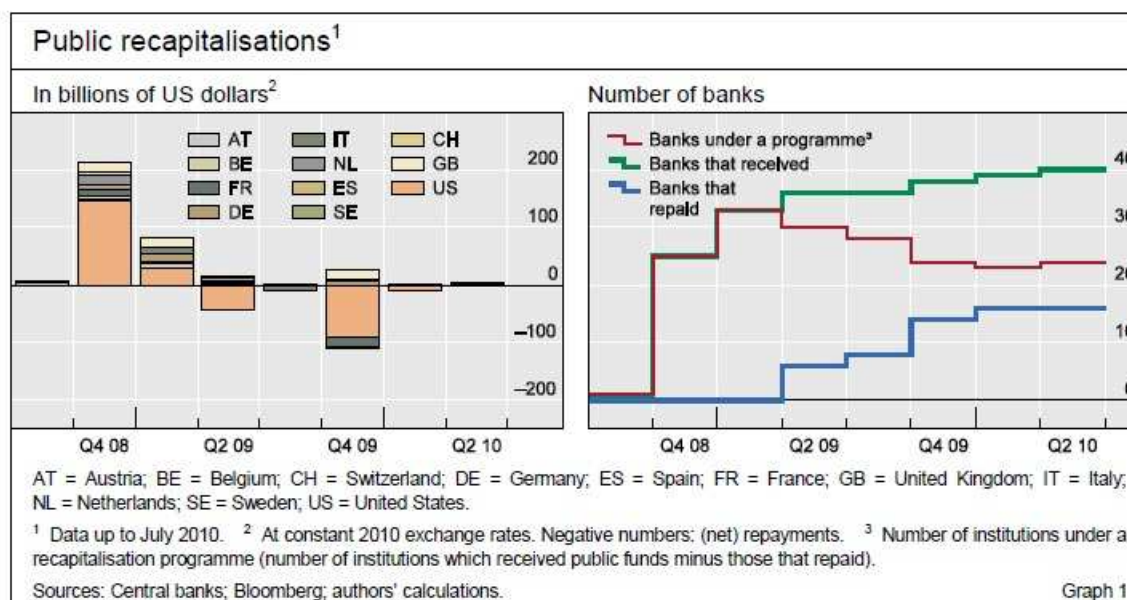 Public recapitalisations1
In billions of US dollars2
AT IT CH
BE NL GB
FR ES US
DE SE
200
100
0
–100
–200
Q4 08 Q2 09 Q4 09 Q2 10
Number of banks
Banks under a programme³
Banks that received
Banks that
repaid
40
30
20
10
0
Q4 08 Q2 09 Q4 09 Q2 10
AT = Austria; BE = Belgium; CH = Switzerland; DE = Germany; ES = Spain; FR = France; GB = United Kingdom; IT = Italy;
NL = Netherlands; SE = Sweden; US = United States.
1 Data up to July 2010. 2 At constant 2010 exchange rates. Negative numbers: (net) repayments. 3 Number of institutions under a
recapitalisation programme (number of institutions which received public funds minus those that repaid).
Sources: Central banks; Bloomberg; authors' calculations.
Graph 1